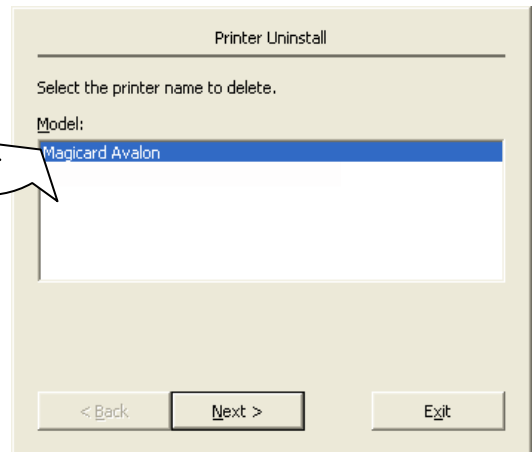 Printer Uninstall
Select the printer name to delete.
Model:
Magicard Avalon
< Back
Next >
Exit